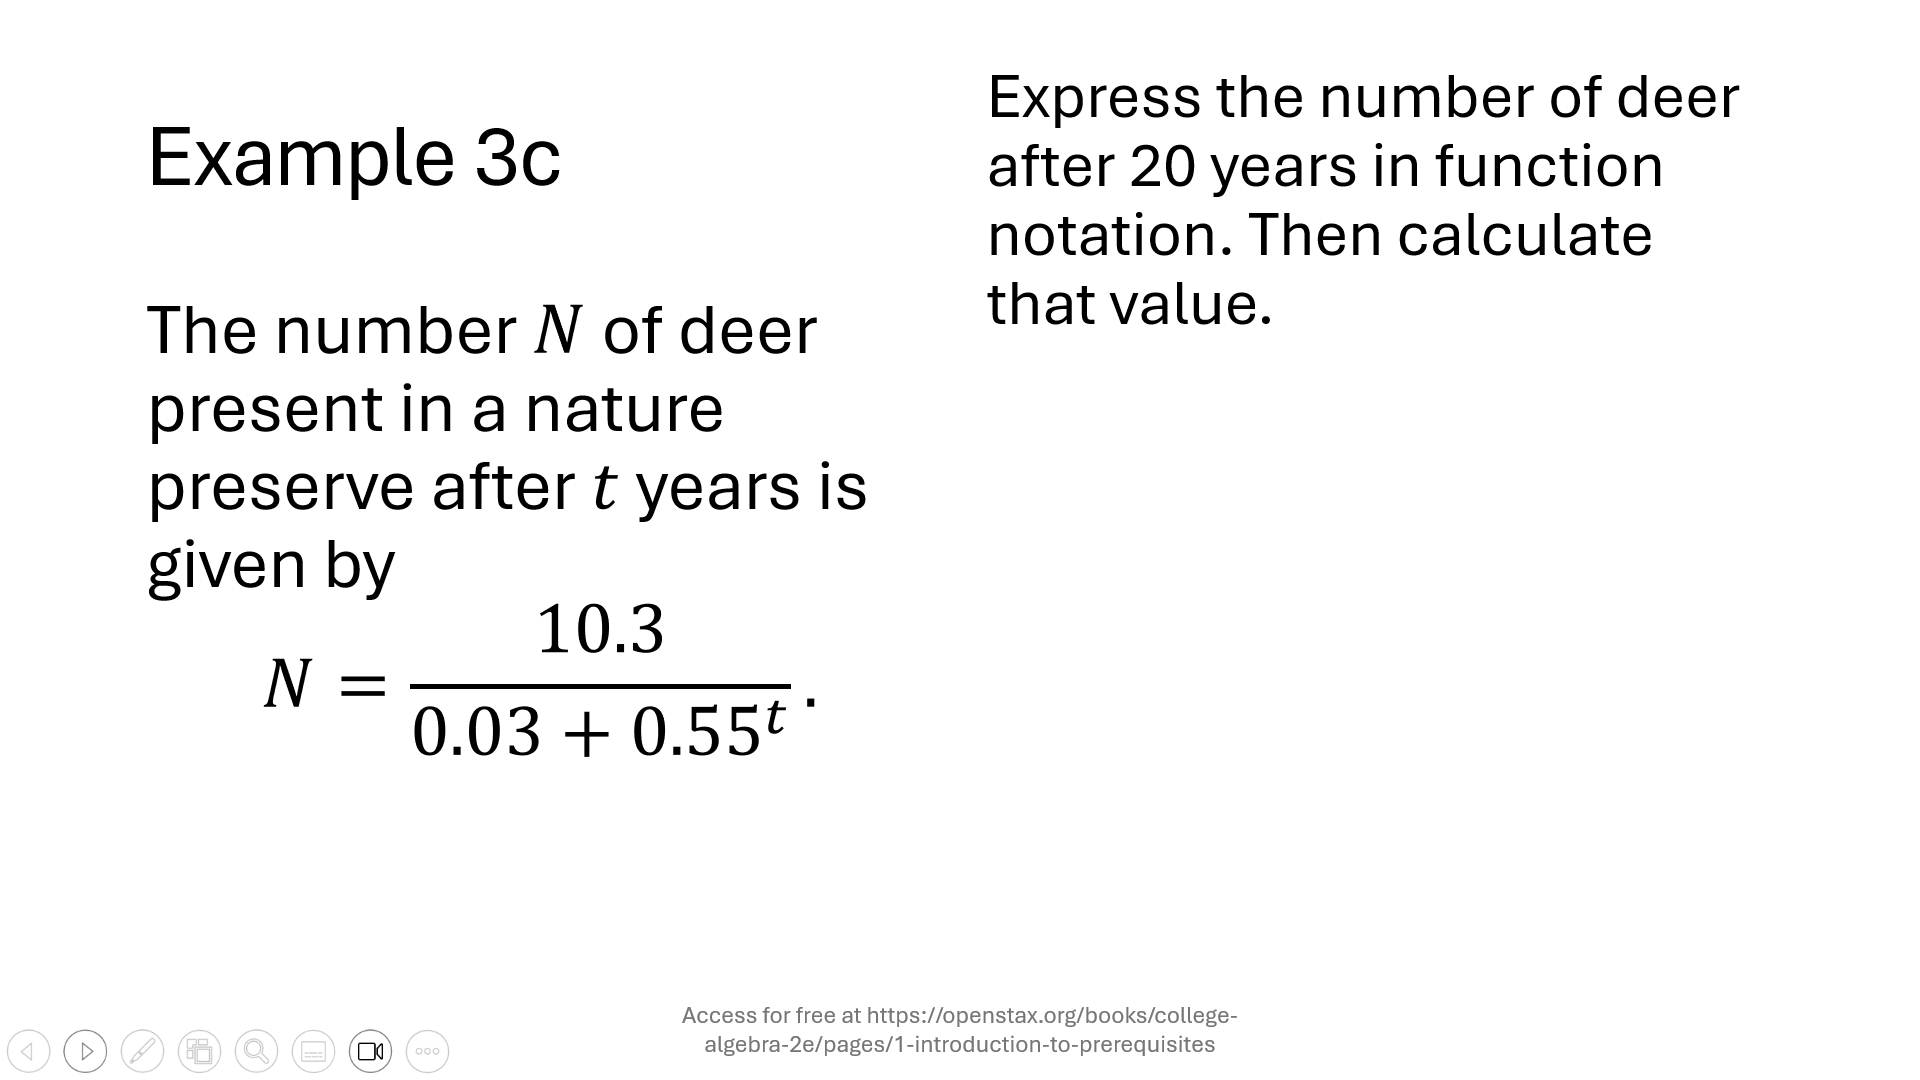 Example 3c
The number N of deer
present in a nature
preserve after t years is
given by
N = 10.3 / (0.03 + 0.55^t).
Express the number of deer
after 20 years in function
notation. Then calculate
that value.
Access for free at https://openstax.org/books/college-
algebra-2e/pages/1-introduction-to-prerequisites